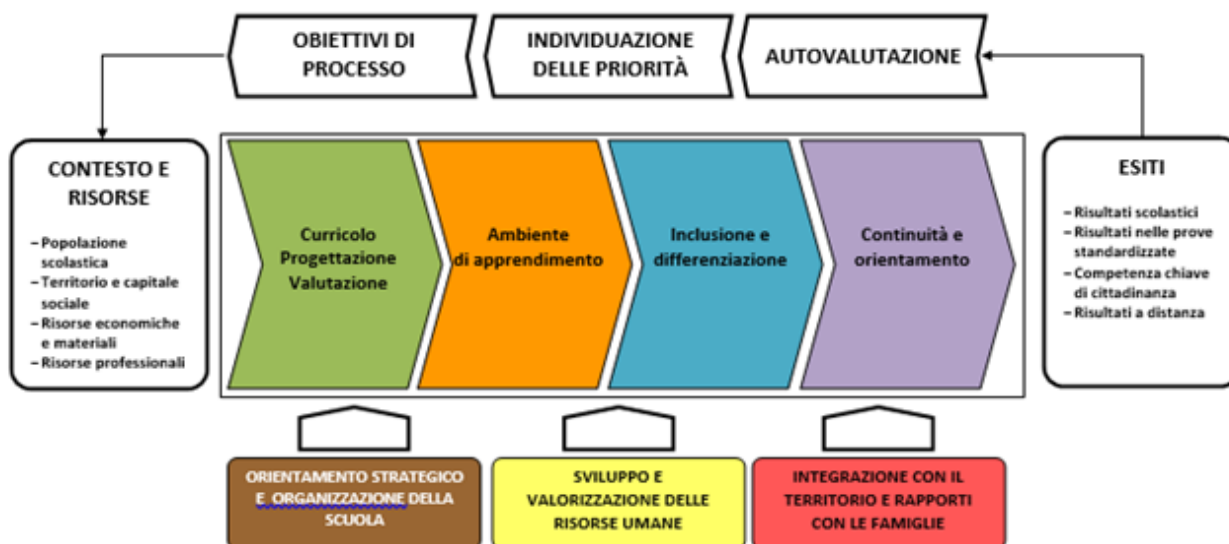 OBIETTIVI DI
PROCESSO
INDIVIDUAZIONE
DELLE PRIORITÀ
AUTOVALUTAZIONE
CONTESTO E
RISORSE
– Popolazione
scolastica
– Territorio e capitale
sociale
– Risorse economiche
e materiali
– Risorse professionali
Curricolo
Progettazione
Valutazione
Ambiente
di apprendimento
Inclusione e
differenziazione
Continuità e
orientamento
ESITI
– Risultati scolastici
– Risultati nelle prove
standardizzate
– Competenza chiave
di cittadinanza
– Risultati a distanza
ORIENTAMENTO STRATEGICO
E ORGANIZZAZIONE DELLA
SCUOLA
SVILUPPO E
VALORIZZAZIONE DELLE
RISORSE UMANE
INTEGRAZIONE CON IL
TERRITORIO E RAPPORTI
CON LE FAMIGLIE